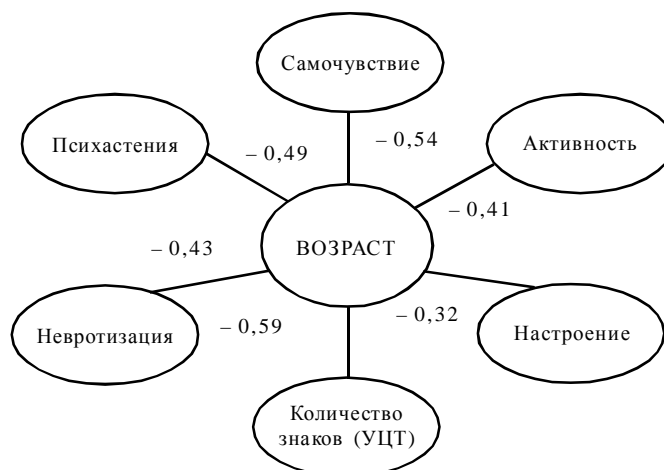 Самочувствие
Психастения
– 0,49
– 0,54
Активность
– 0,41
ВОЗРАСТ
– 0,43
– 0,59
– 0,32
Невротизация
Настроение
Количество
знаков (УЦТ)